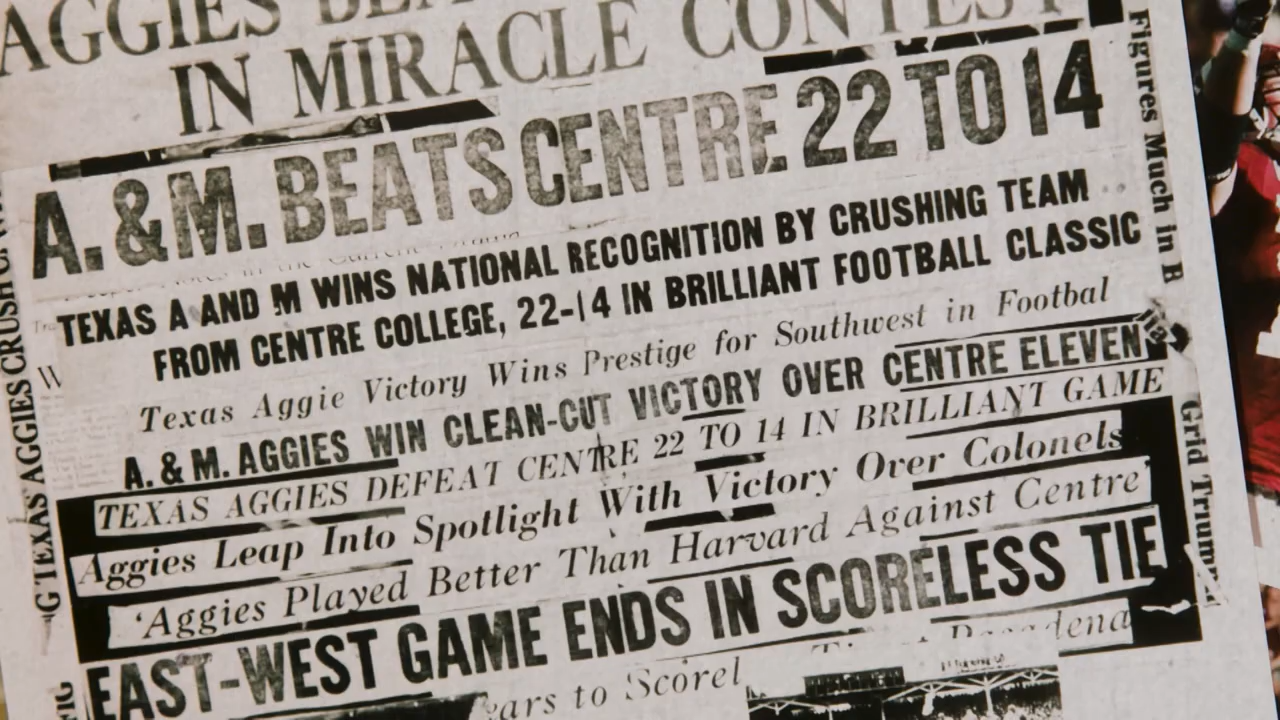 AGGIES
IN MIRACLE CONTEST
A. & M. BEATS CENTRE 22 TO 14
TEXAS A AND M WINS NATIONAL RECOGNITION BY CRUSHING TEAM
FROM CENTRE COLLEGE, 22-14 IN BRILLIANT FOOTBALL CLASSIC
Texas Aggie Victory Wins Prestige for Southwest in Footbal
A. & M. AGGIES WIN CLEAN-CUT VICTORY OVER CENTRE ELEVEN
TEXAS AGGIES DEFEAT CENTRE 22 TO 14 IN BRILLIANT GAME
Aggies Leap Into Spotlight With Victory Over Colonels
'Aggies Played Better Than Harvard Against Centre
EAST-WEST GAME ENDS IN SCORELESS TIE
to Scorel
Figures Much in B
Grid
TEXAS AGGIES CRUSH